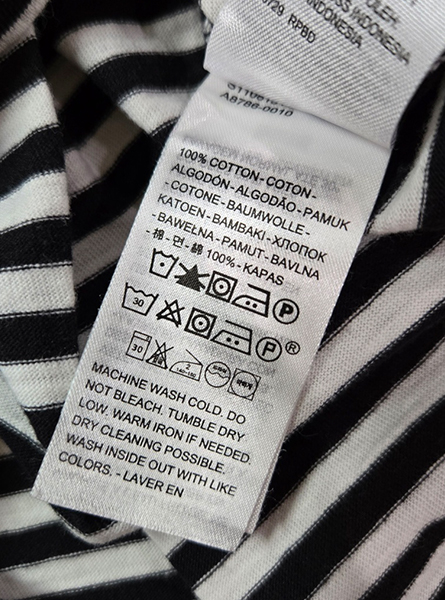 OLEH:
INDONESIA
RPBD
A8786-0010
100% COTTON-COTON-
ALGODÓN-ALGODÃO-PAMUK
-COTONE-BAUMWOLLE-
KATOEN-BAMBAKI-ХЛОПОК
-BAWEŁNA-PAMUT-BAVLNA
-棉-면-綿 100%-KAPAS
P
30 P ®
30
MACHINE WASH COLD. DO
NOT BLEACH. TUMBLE DRY
LOW. WARM IRON IF NEEDED.
DRY CLEANING POSSIBLE.
WASH INSIDE OUT WITH LIKE
COLORS. - LAVER EN